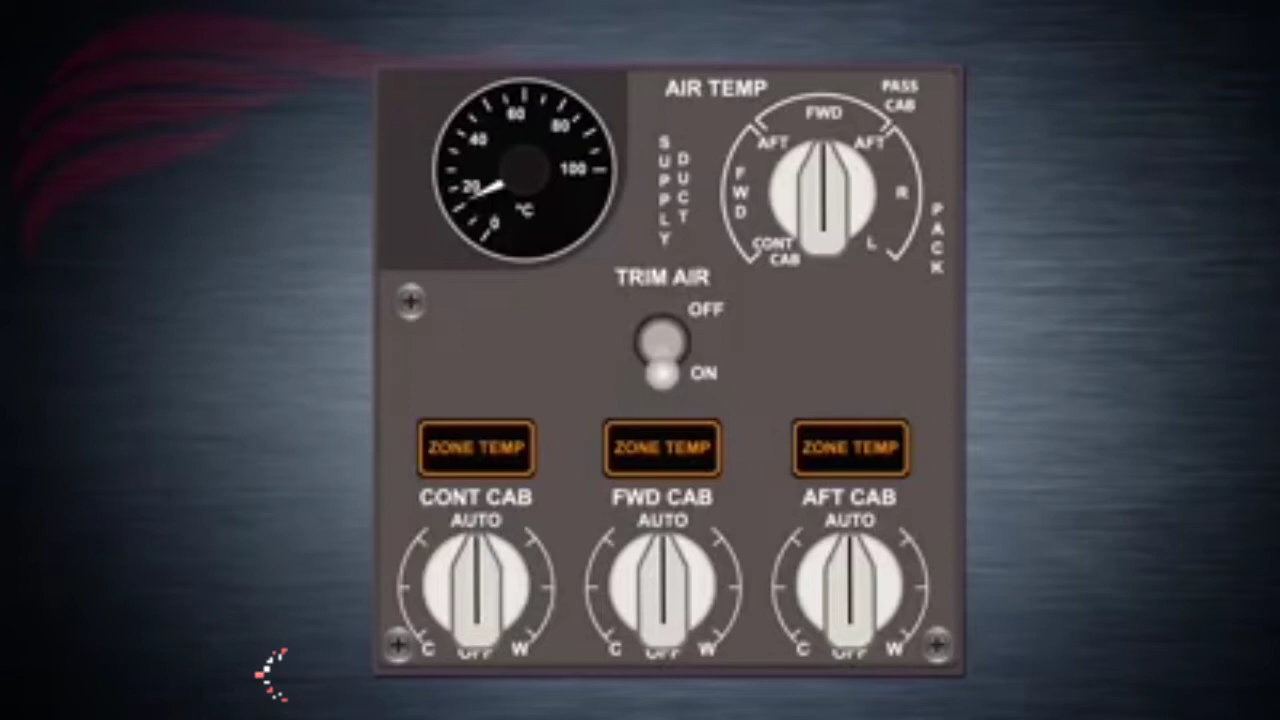 AIR TEMP
PASS
CAB
FWD
60
40
80
AFT
AFT
SUPPLY
DUCT
100
FWD
20
R
PACK
°C
0
CONT
CAB
L
TRIM AIR
OFF
ON
ZONE TEMP
ZONE TEMP
ZONE TEMP
CONT CAB
FWD CAB
AFT CAB
AUTO
AUTO
AUTO
C OFF W
C OFF W
C OFF W